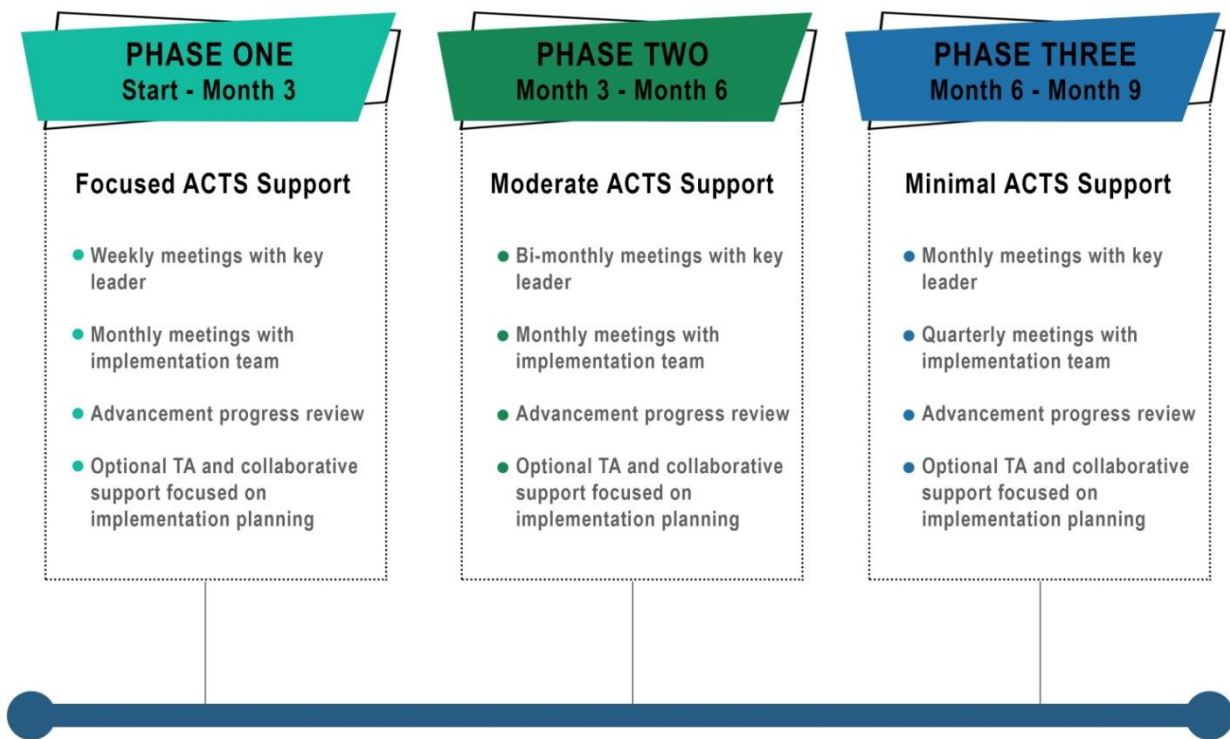 PHASE ONE
Start - Month 3
Focused ACTS Support
Weekly meetings with key
leader
Monthly meetings with
implementation team
Advancement progress review
Optional TA and collaborative
support focused on
implementation planning
PHASE TWO
Month 3 - Month 6
Moderate ACTS Support
Bi-monthly meetings with key
leader
Monthly meetings with
implementation team
Advancement progress review
Optional TA and collaborative
support focused on
implementation planning
PHASE THREE
Month 6 - Month 9
Minimal ACTS Support
Monthly meetings with key
leader
Quarterly meetings with
implementation team
Advancement progress review
Optional TA and collaborative
support focused on
implementation planning